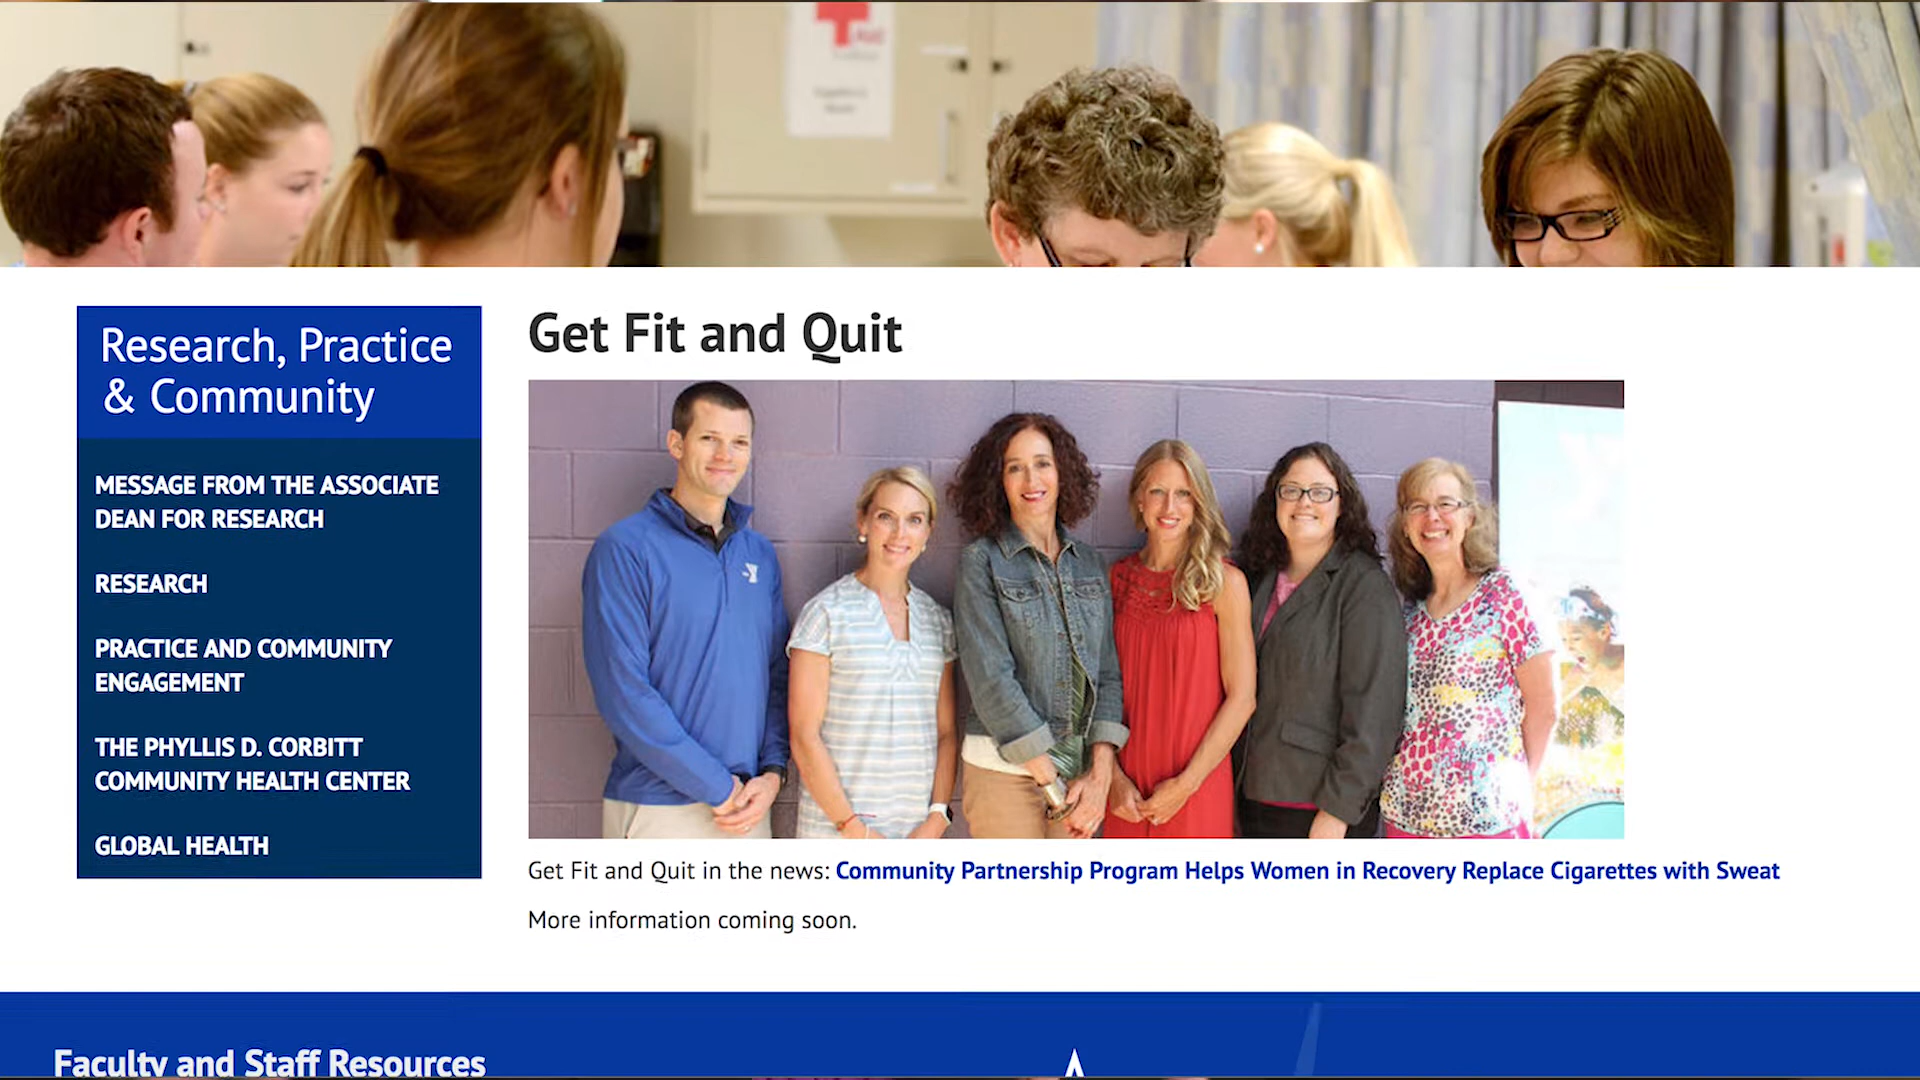 Aid
Research, Practice
& Community
MESSAGE FROM THE ASSOCIATE
DEAN FOR RESEARCH
RESEARCH
PRACTICE AND COMMUNITY
ENGAGEMENT
THE PHYLLIS D. CORBITT
COMMUNITY HEALTH CENTER
GLOBAL HEALTH
Get Fit and Quit
Get Fit and Quit in the news: Community Partnership Program Helps Women in Recovery Replace Cigarettes with Sweat
More information coming soon.
Faculty and Staff Resources